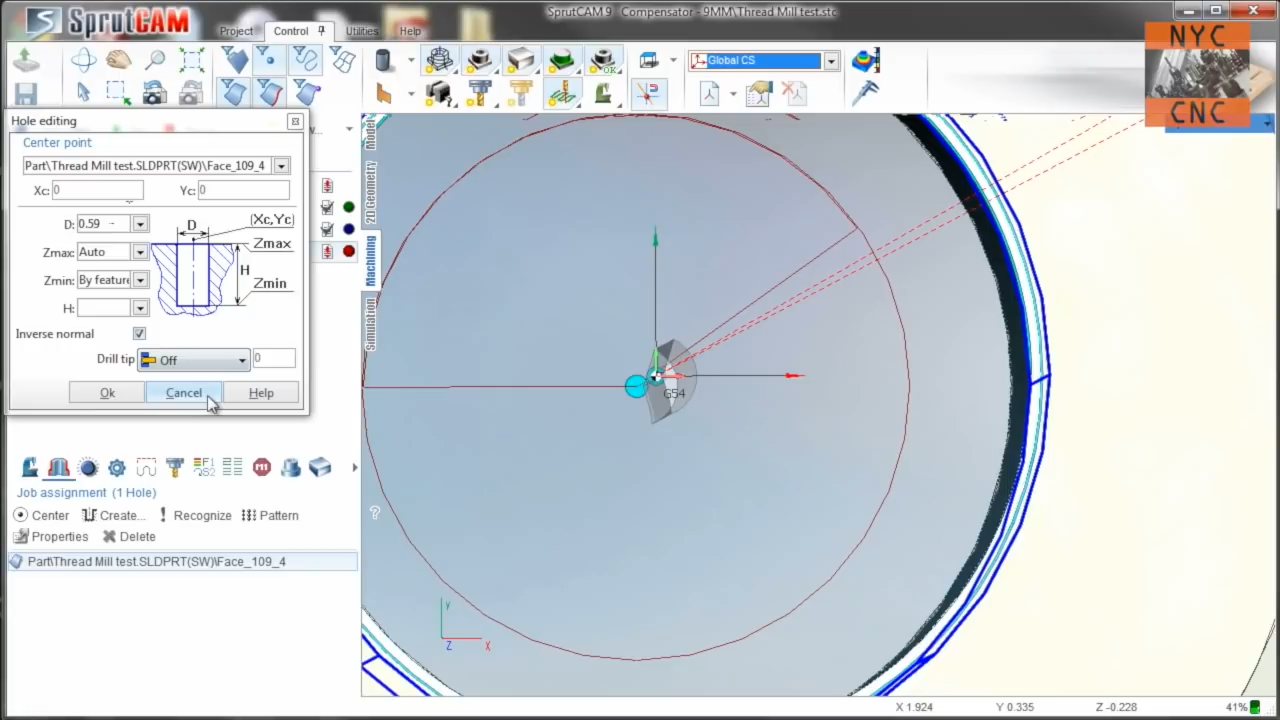 SprutCAM
SprutCAM 9 Compensator - 9MM\Thread Mill test.stc
Project Control Utilities Help
Global CS
NYC
CNC
Hole editing
Center point
Part\Thread Mill test.SLDPRT(SW)\Face_109_4
Xc: 0 Yc: 0
D: 0.59
Zmax: Auto
Zmin: By feature
H:
D
(Xc,Yc)
Zmax
H
Zmin
Inverse normal
Drill tip Off 0
Ok Cancel Help
Model
2D Geometry
Machining
Simulation
Job assignment (1 Hole)
Center Create... Recognize Pattern
Properties Delete
Part\Thread Mill test.SLDPRT(SW)\Face_109_4
G54
?
y
Z X
X 1.924 Y 0.335 Z -0.228 41%